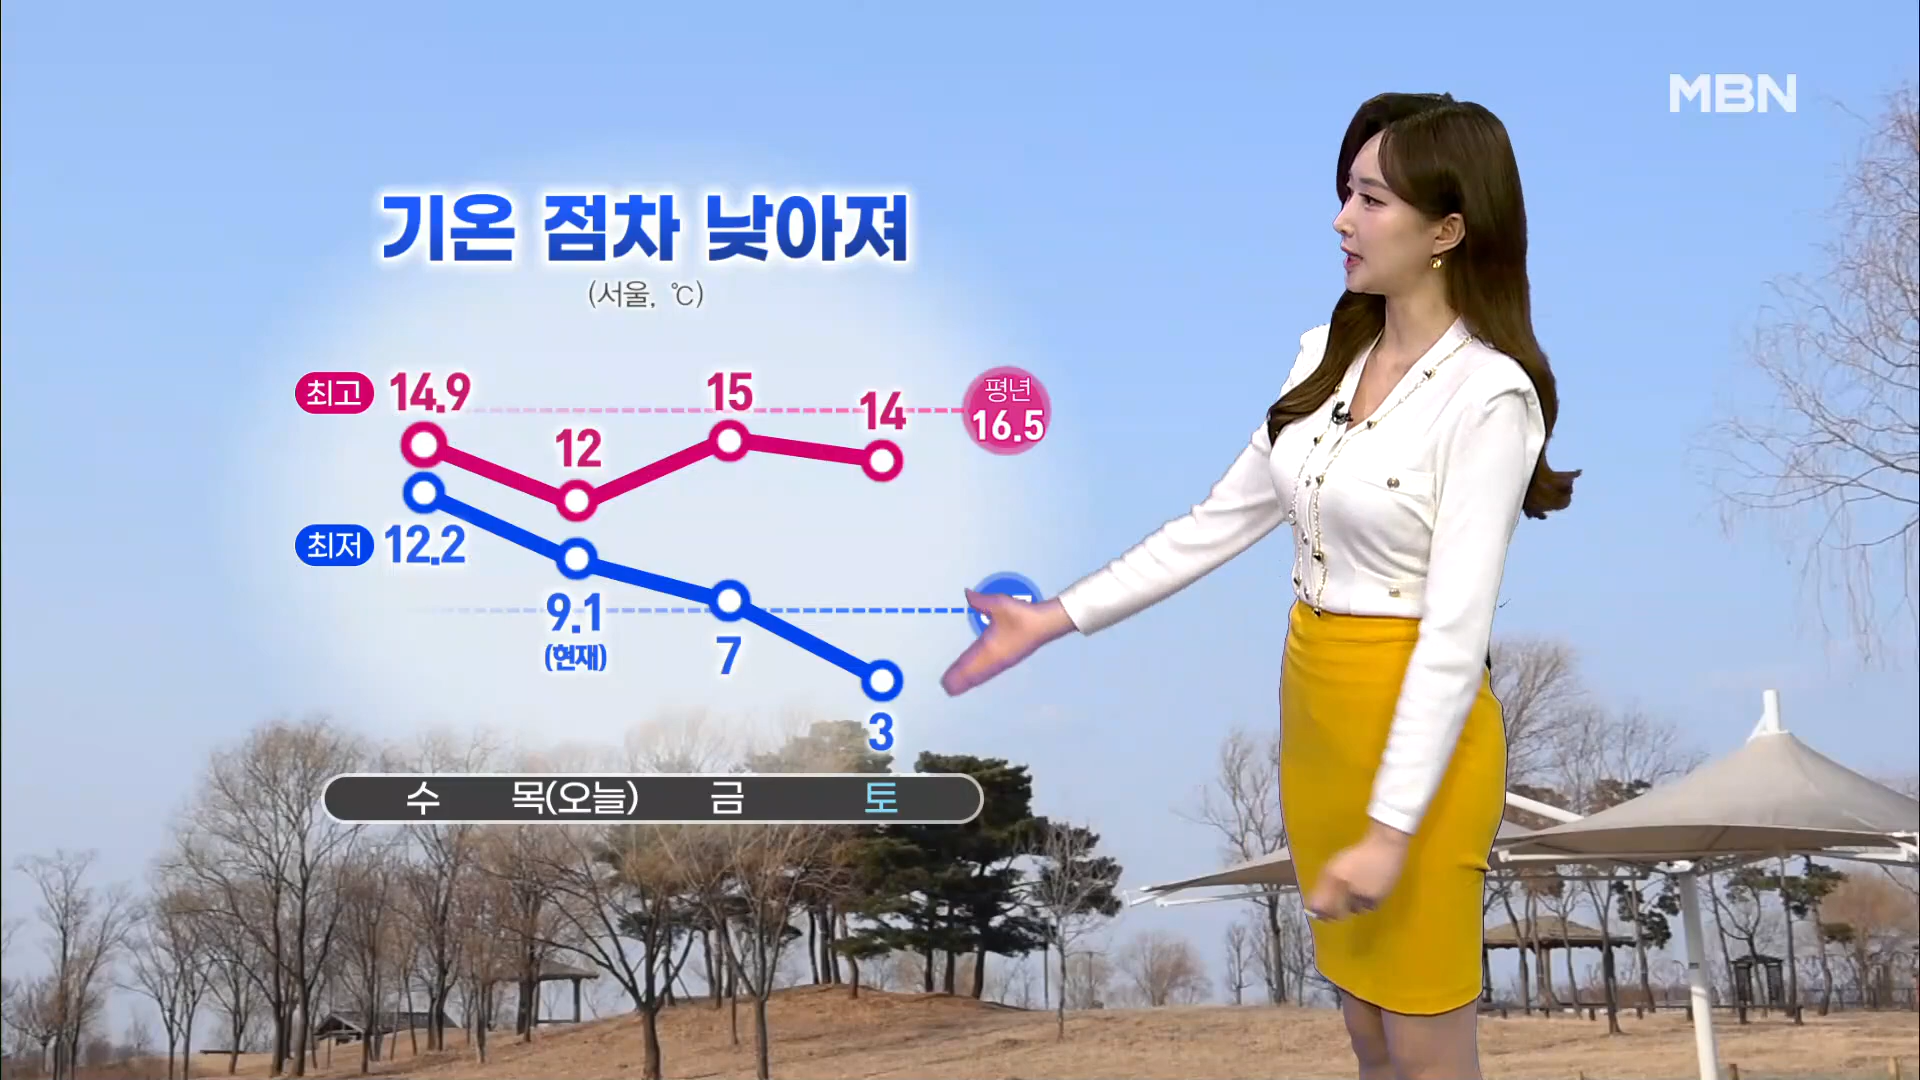 MBN
기온 점차 낮아져
(서울, ℃)
최고 14.9 12 15 14 평년 16.5
최저 12.2 9.1 (현재) 7 3
수 목(오늘) 금 토